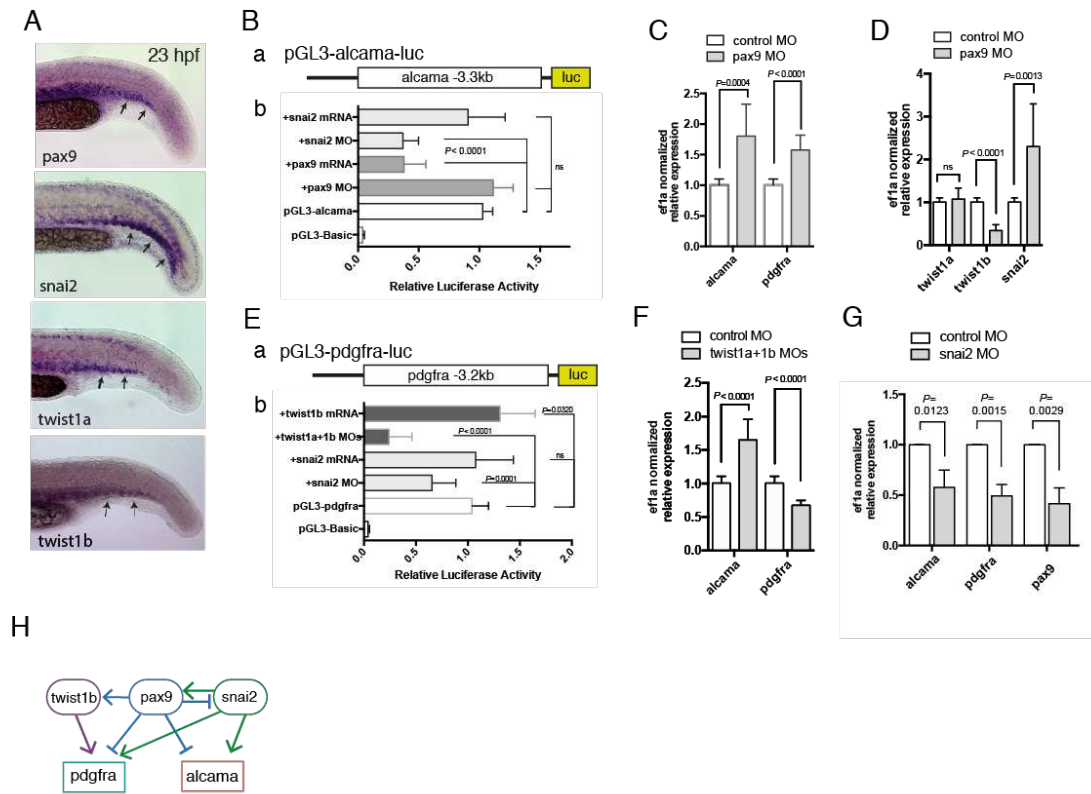 A
23 hpf
pax9
snai2
twist1a
twist1b
B
a pGL3-alcama-luc
alcama -3.3kb luc
b
+snai2 mRNA
+snai2 MO
+pax9 mRNA
+pax9 MO
pGL3-alcama
pGL3-Basic
P< 0.0001
ns
0.0 0.5 1.0 1.5
Relative Luciferase Activity
C
control MO
pax9 MO
P=0.0004 P< 0.0001
2.5
2.0
1.5
1.0
0.5
0.0
ef1a normalized
relative expression
alcama pdgfra
D
control MO
pax9 MO
P=0.0013
P< 0.0001
ns
4
3
2
1
0
ef1a normalized
relative expression
twist1a twist1b snai2
E
a pGL3-pdgfra-luc
pdgfra -3.2kb luc
b
+twist1b mRNA
+twist1a+1b MOs
+snai2 mRNA
+snai2 MO
pGL3-pdgfra
pGL3-Basic
P=0.0320
P< 0.0001
ns
P=0.0001
0.0 0.5 1.0 1.5 2.0
Relative Luciferase Activity
F
control MO
twist1a+1b MOs
P< 0.0001
P< 0.0001
2.5
2.0
1.5
1.0
0.5
0.0
ef1a normalized
relative expression
alcama pdgfra
G
control MO
snai2 MO
P= P= P=
0.0123 0.0015 0.0029
1.5
1.0
0.5
0.0
ef1a normalized
relative expression
alcama pdgfra pax9
H
twist1b pax9 snai2
pdgfra alcama